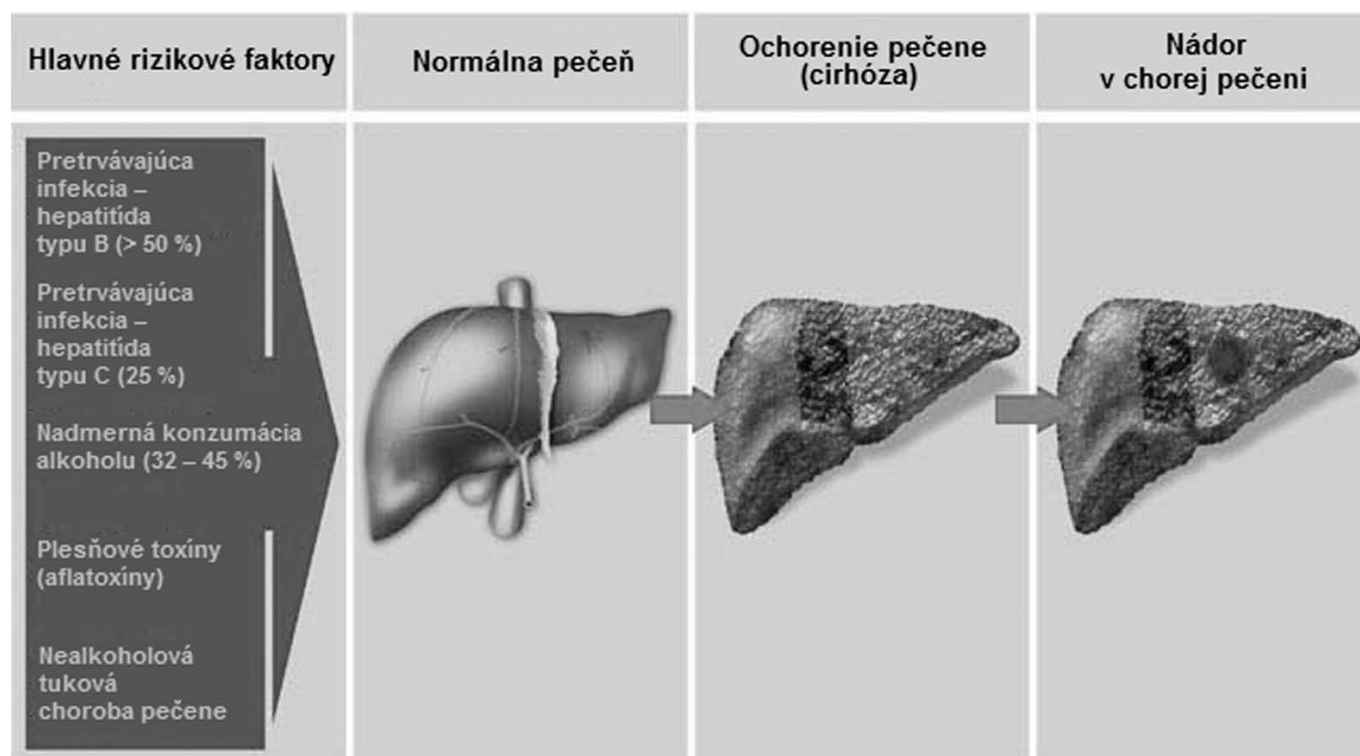 Hlavné rizikové faktory
Normálna pečeň
Ochorenie pečene
(cirhóza)
Nádor
v chorej pečeni
Pretrvávajúca
infekcia –
hepatitída
typu B (> 50 %)
Pretrvávajúca
infekcia –
hepatitída
typu C (25 %)
Nadmerná konzumácia
alkoholu (32 – 45 %)
Plesňové toxíny
(aflatoxíny)
Nealkoholová
tuková
choroba pečene